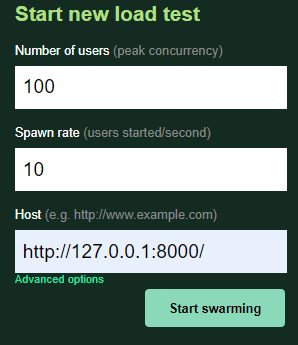 Start new load test
Number of users (peak concurrency)
100
Spawn rate (users started/second)
10
Host (e.g. http://www.example.com)
http://127.0.0.1:8000/
Advanced options
Start swarming